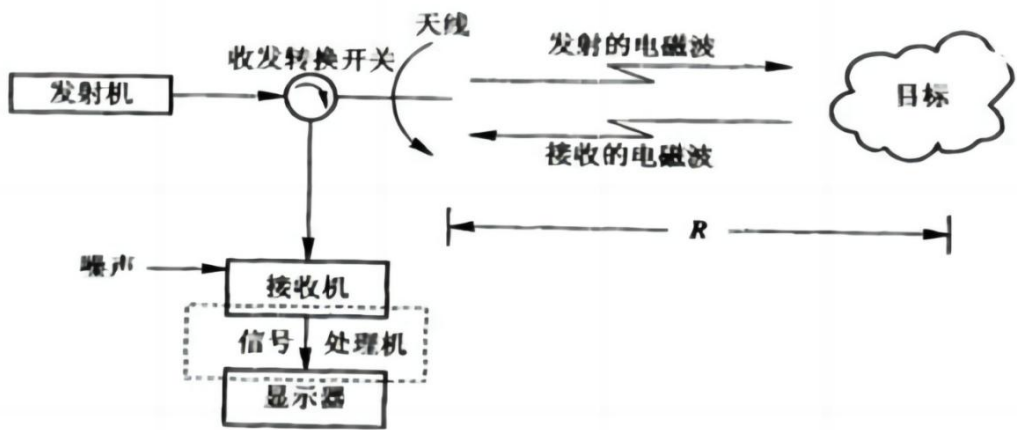 天线
收发转换开关
发射的电磁波
发射机
目标
接收的电磁波
R
噪声
接收机
信号 处理机
显示器